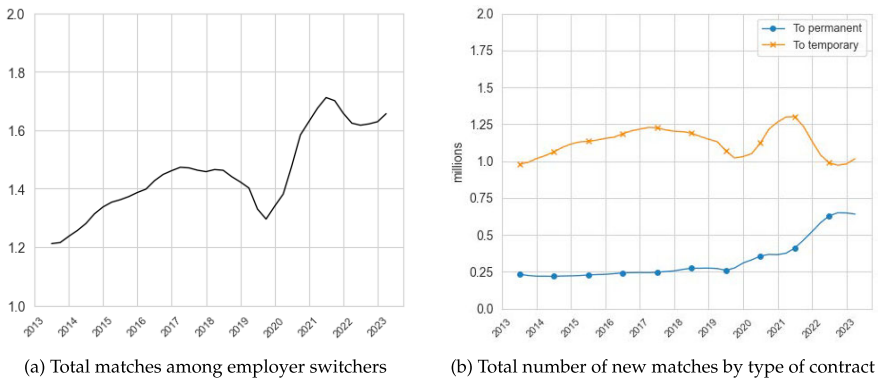 2.0
1.8
1.6
1.4
1.2
1.0
2013 2014 2015 2016 2017 2018 2019 2020 2021 2022 2023
(a) Total matches among employer switchers
To permanent
To temporary
millions
2.0
1.75
1.5
1.25
1.0
0.75
0.5
0.25
0.0
2013 2014 2015 2016 2017 2018 2019 2020 2021 2022 2023
(b) Total number of new matches by type of contract